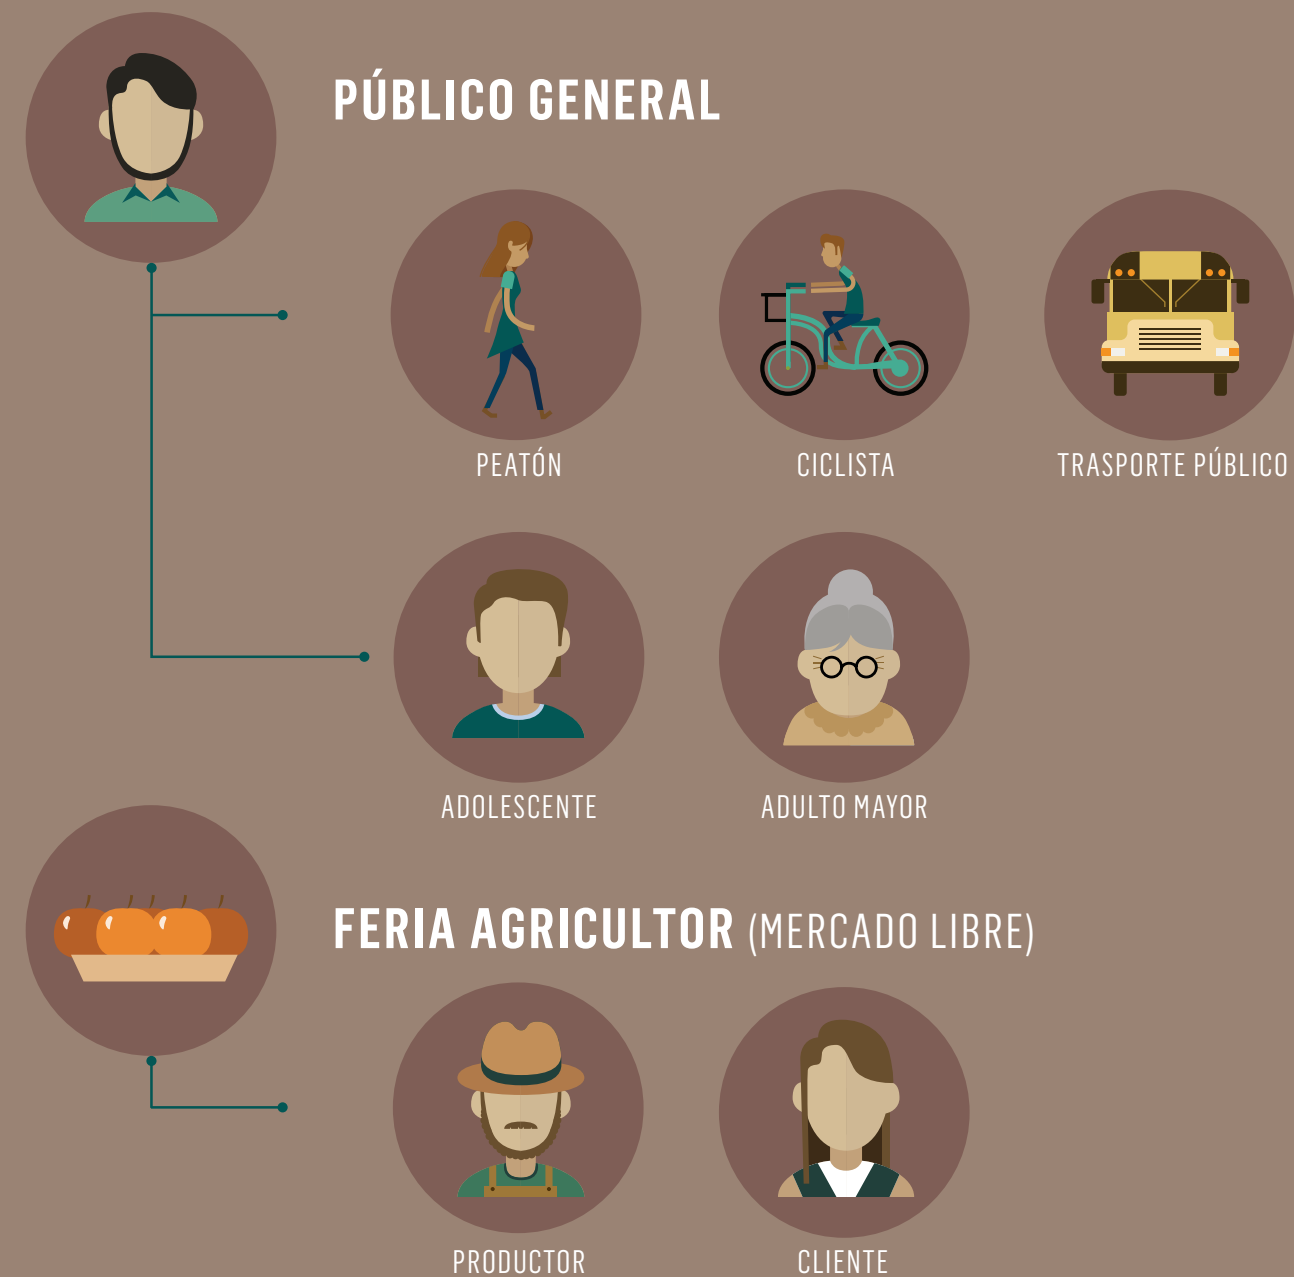 PÚBLICO GENERAL
PEATÓN
CICLISTA
TRASPORTE PÚBLICO
ADOLESCENTE
ADULTO MAYOR
FERIA AGRICULTOR (MERCADO LIBRE)
PRODUCTOR
CLIENTE